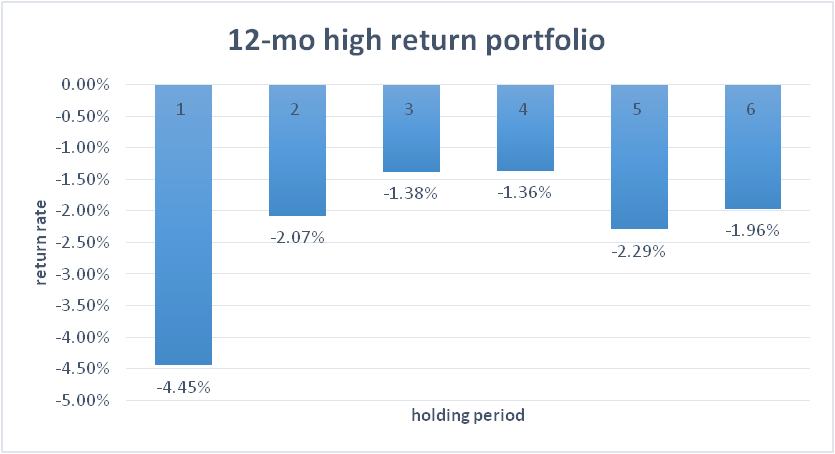 12-mo high return portfolio
return rate
0.00%
-0.50%
-1.00%
-1.50%
-2.00%
-2.50%
-3.00%
-3.50%
-4.00%
-4.50%
-5.00%
1 2 3 4 5 6
-4.45% -2.07% -1.38% -1.36% -2.29% -1.96%
holding period